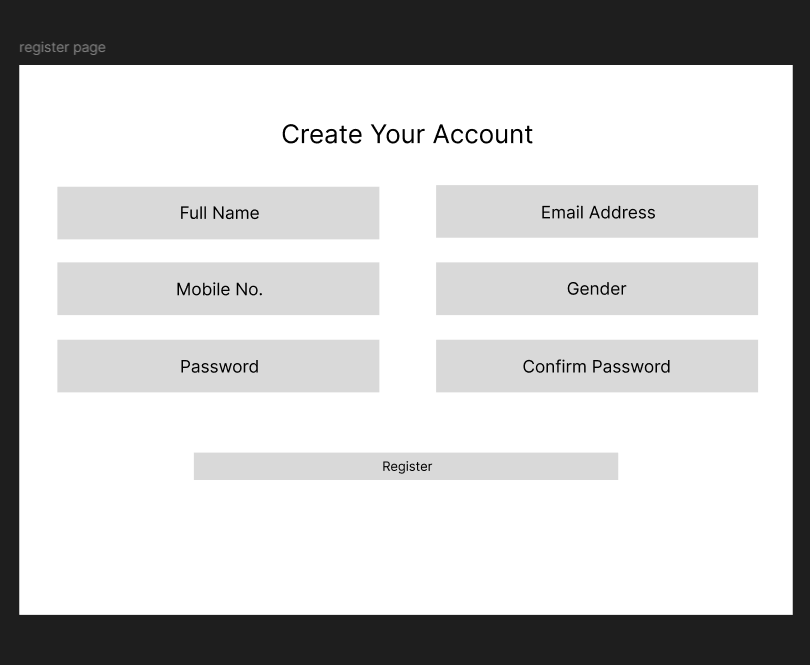 register page
Create Your Account
Full Name
Email Address
Mobile No.
Gender
Password
Confirm Password
Register